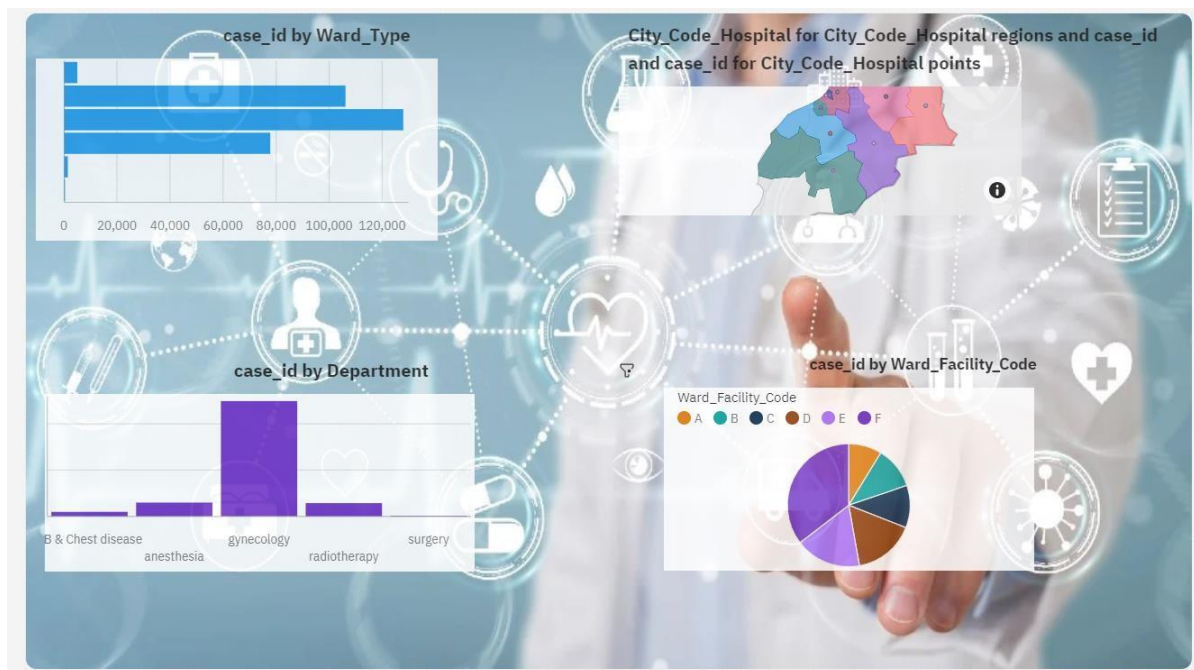 case_id by Ward_Type
0 20,000 40,000 60,000 80,000 100,000 120,000
City_Code_Hospital for City_Code_Hospital regions and case_id
and case_id for City_Code_Hospital points
case_id by Department
B & Chest disease
anesthesia
gynecology
radiotherapy
surgery
case_id by Ward_Facility_Code
Ward_Facility_Code
A B C D E F